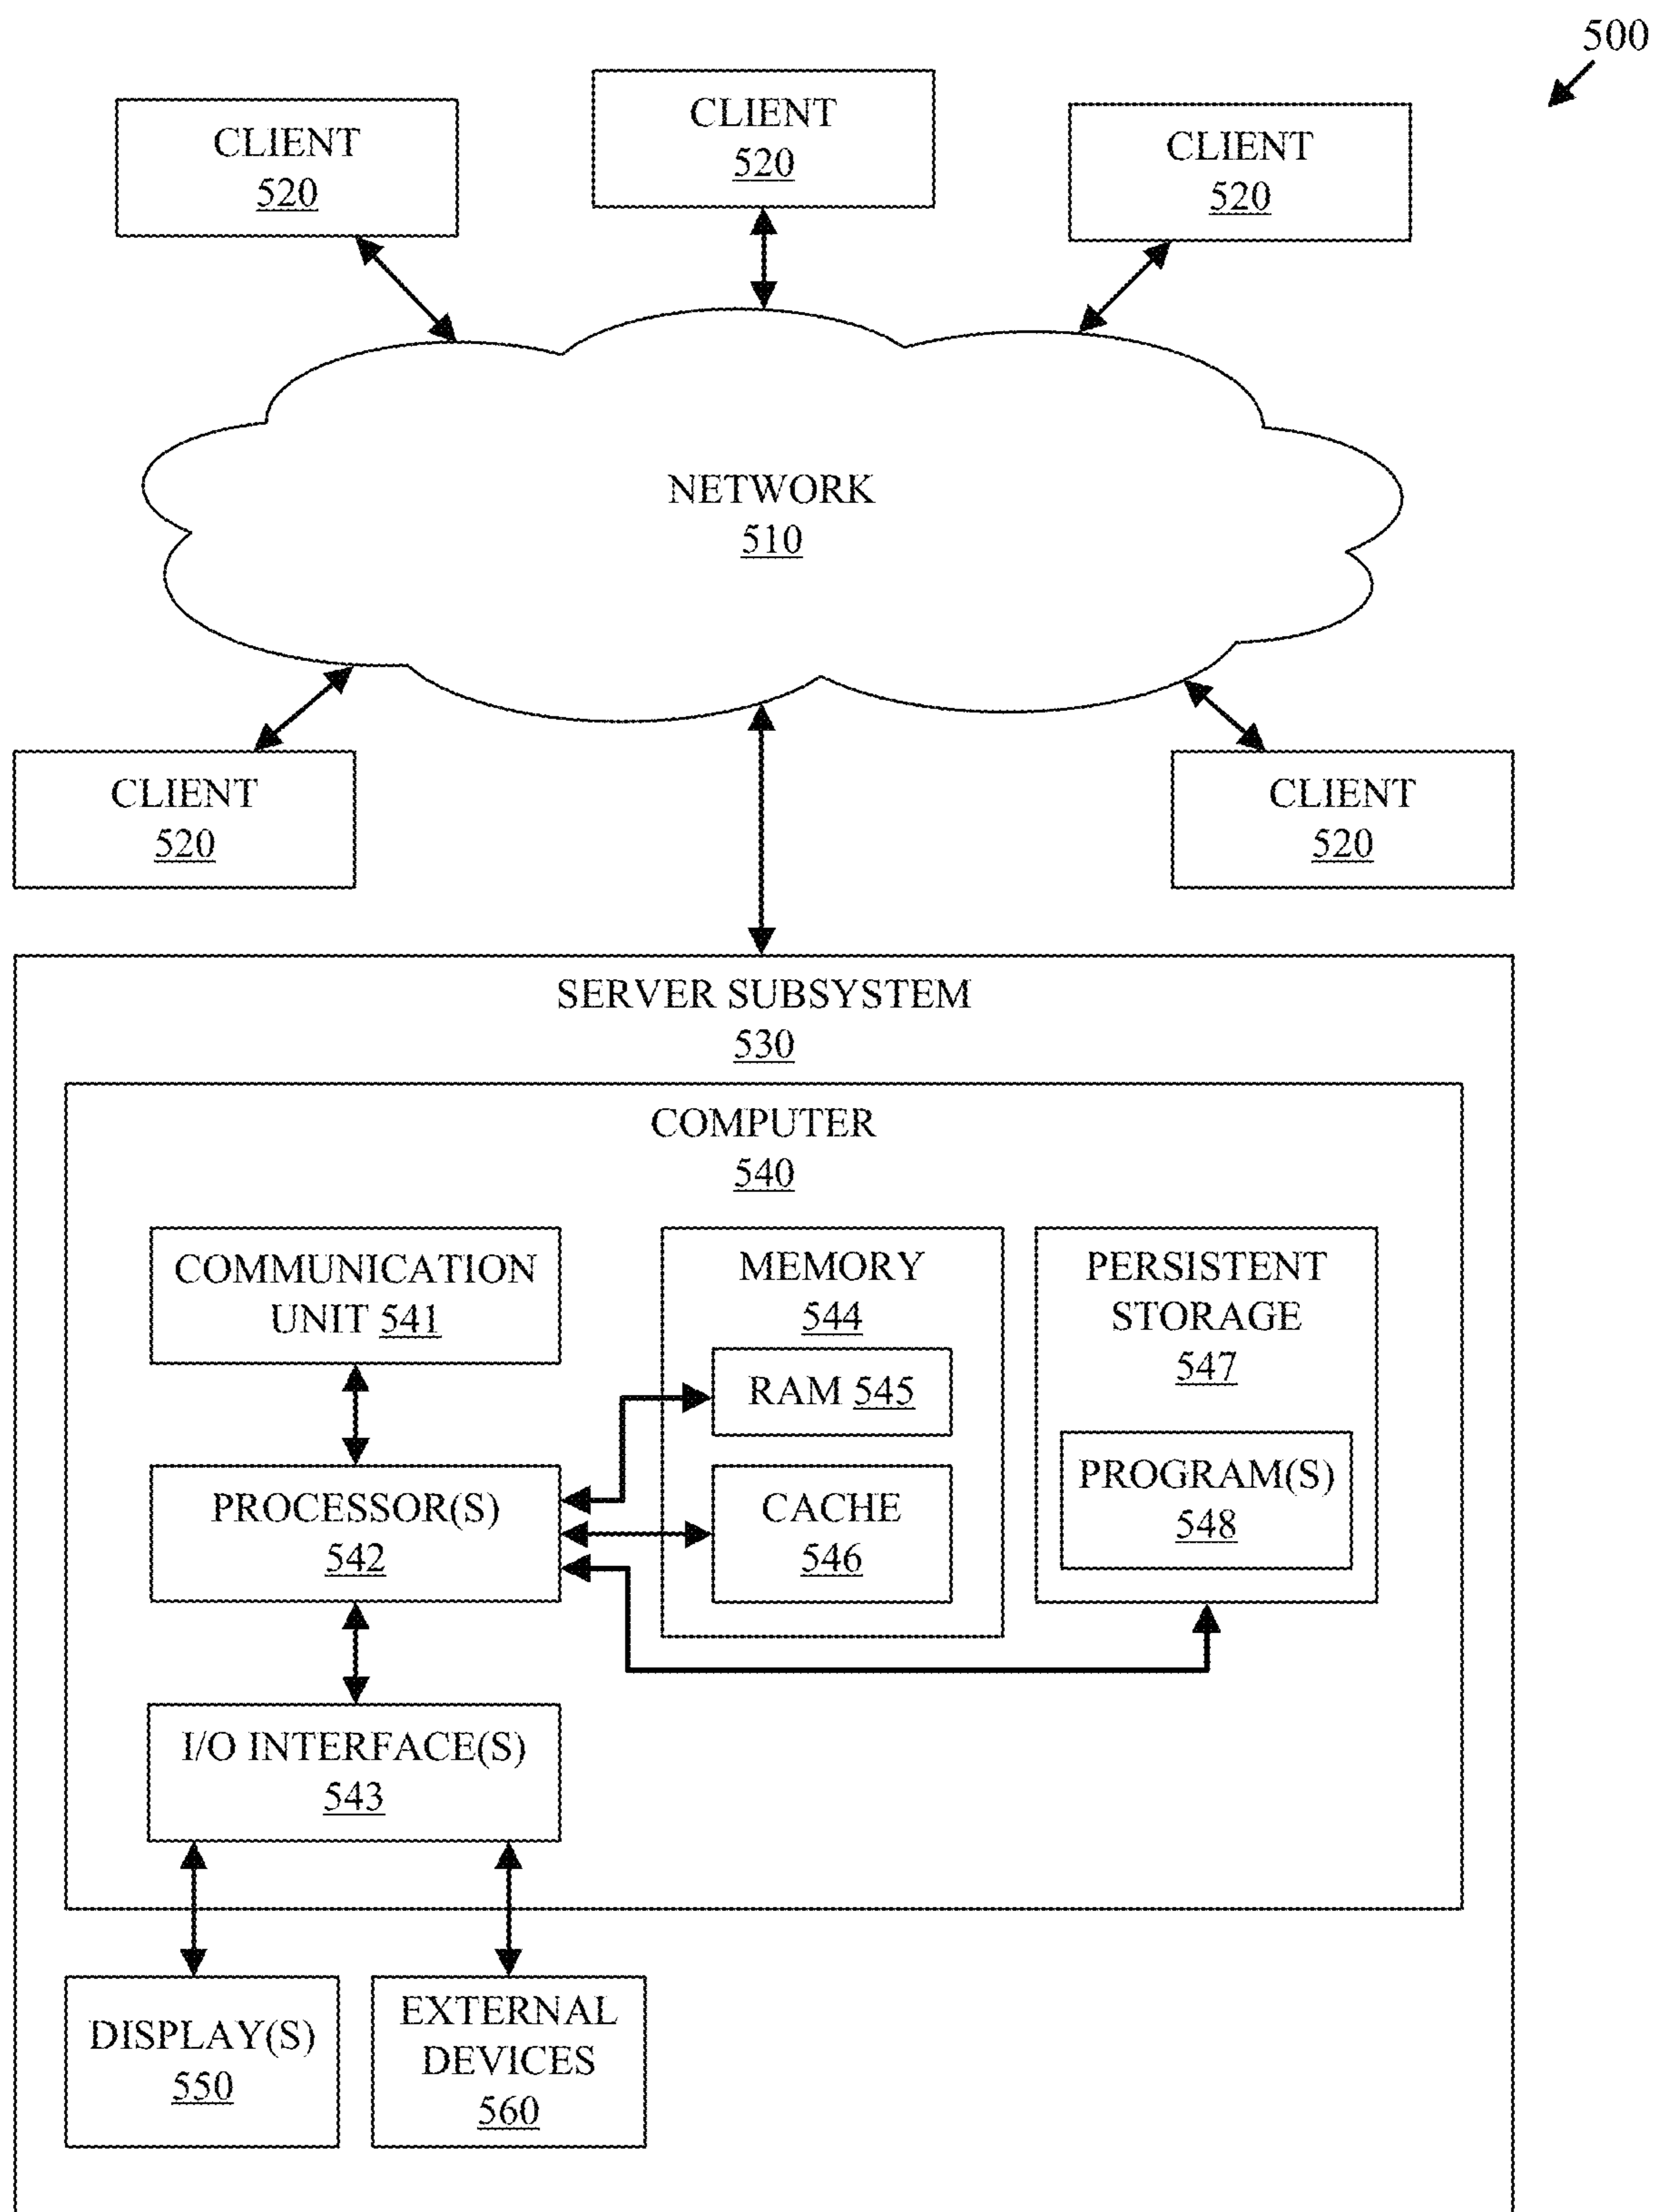 500
CLIENT
520
CLIENT
520
CLIENT
520
NETWORK
510
CLIENT
520
CLIENT
520
SERVER SUBSYSTEM
530
COMPUTER
540
COMMUNICATION
UNIT 541
MEMORY
544
PERSISTENT
STORAGE
547
RAM 545
PROGRAM(S)
548
PROCESSOR(S)
542
CACHE
546
I/O INTERFACE(S)
543
DISPLAY(S)
550
EXTERNAL
DEVICES
560